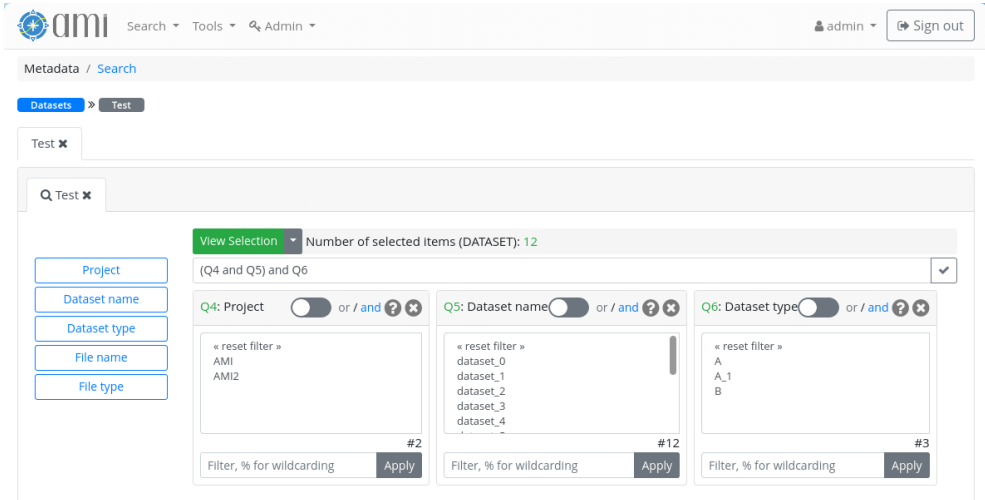 ami Search Tools Admin admin Sign out
Metadata / Search
Datasets » Test
Test ✖
Test ✖
View Selection Number of selected items (DATASET): 12
(Q4 and Q5) and Q6
Project
Dataset name
Dataset type
File name
File type
Q4: Project or / and
« reset filter »
AMI
AMI2
#2
Filter, % for wildcarding Apply
Q5: Dataset name or / and
« reset filter »
dataset_0
dataset_1
dataset_2
dataset_3
dataset_4
#12
Filter, % for wildcarding Apply
Q6: Dataset type or / and
« reset filter »
A
A_1
B
#3
Filter, % for wildcarding Apply